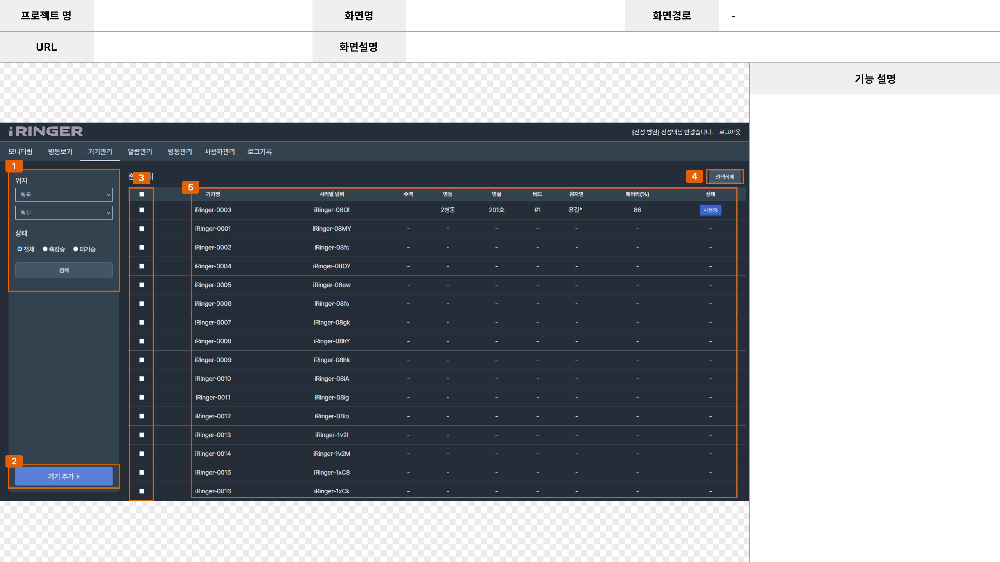 프로젝트 명 화면명 화면경로 -
URL 화면설명
기능 설명
iRINGER
[신성 병원] 신성택님 반갑습니다. 로그아웃
모니터링 병동보기 기기관리 알람관리 병동관리 사용자관리 로그기록
1
위치
병동
병실
상태
전체 측정중 대기중
검색
2
기기 추가 +
3
총
4
선택삭제
5
기기명 시리얼 넘버 수액 병동 병실 베드 환자명 배터리(%) 상태
iRinger-0003 iRinger-08OI 2병동 201호 #1 홍길* 86 사용중
iRinger-0001 iRinger-08MY - - - - - - -
iRinger-0002 iRinger-08fc - - - - - - -
iRinger-0004 iRinger-08OY - - - - - - -
iRinger-0005 iRinger-08ew - - - - - - -
iRinger-0006 iRinger-08fo - - - - - - -
iRinger-0007 iRinger-08gk - - - - - - -
iRinger-0008 iRinger-08hY - - - - - - -
iRinger-0009 iRinger-08hk - - - - - - -
iRinger-0010 iRinger-08iA - - - - - - -
iRinger-0011 iRinger-08ig - - - - - - -
iRinger-0012 iRinger-08io - - - - - - -
iRinger-0013 iRinger-1v2I - - - - - - -
iRinger-0014 iRinger-1v2M - - - - - - -
iRinger-0015 iRinger-1xC8 - - - - - - -
iRinger-0016 iRinger-1xCk - - - - - - -